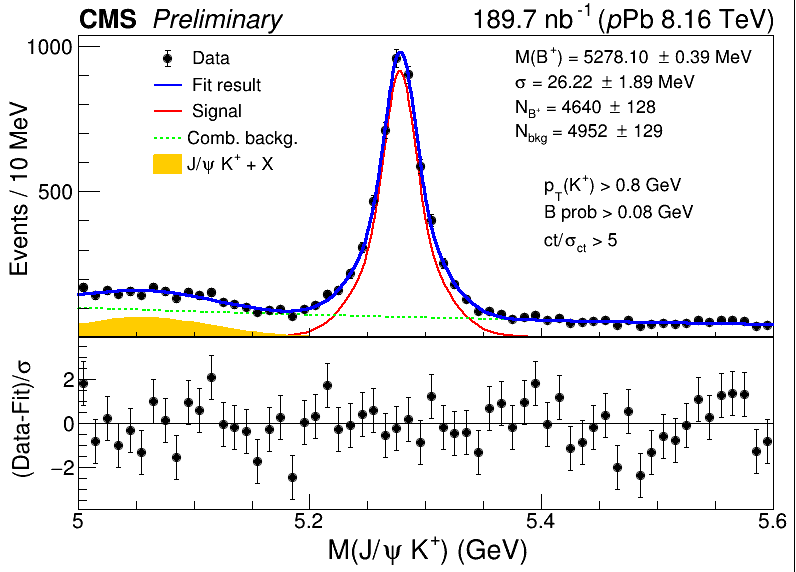 CMS Preliminary 189.7 nb⁻¹ (pPb 8.16 TeV)
Events / 10 MeV
1000
500
Data
Fit result
Signal
Comb. backg.
J/ψ K⁺ + X
M(B⁺) = 5278.10 ± 0.39 MeV
σ = 26.22 ± 1.89 MeV
N_B⁺ = 4640 ± 128
N_bkg = 4952 ± 129
p_T(K⁺) > 0.8 GeV
B prob > 0.08 GeV
ct/σ_ct > 5
(Data-Fit)/σ
2
0
−2
5 5.2 5.4 5.6
M(J/ψ K⁺) (GeV)